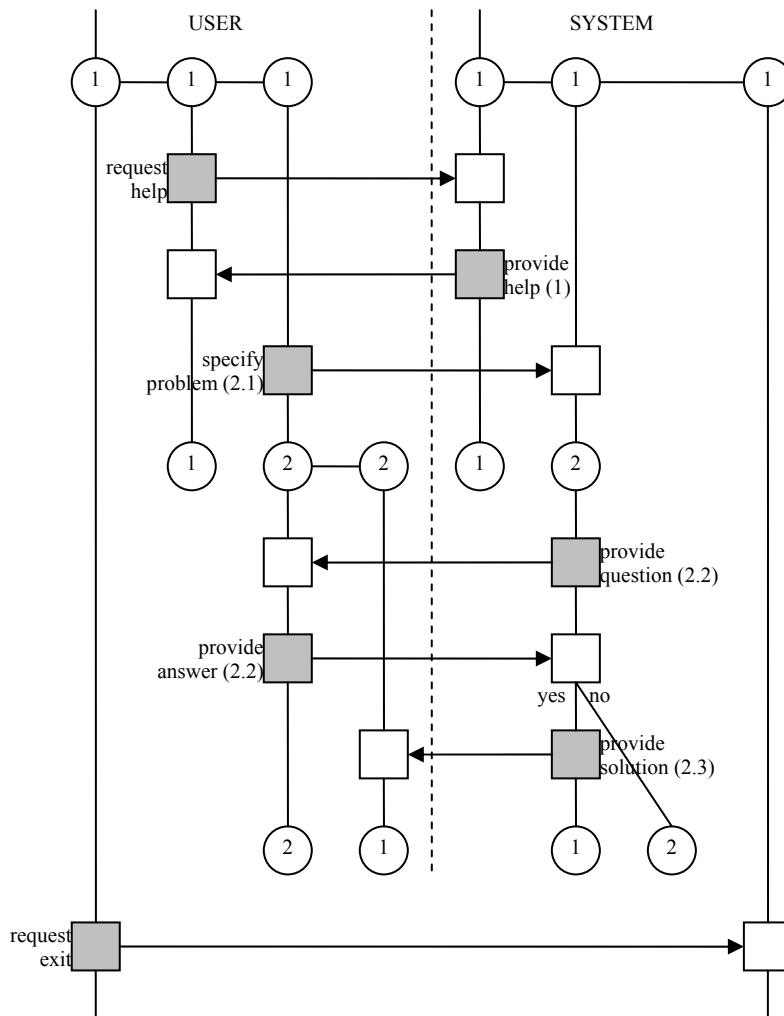 USER SYSTEM
1 1 1 1 1 1
request
help
provide
help (1)
specify
problem (2.1)
1 2 2 1 2
provide
question (2.2)
provide
answer (2.2)
yes no
provide
solution (2.3)
2 1 1 2
request
exit